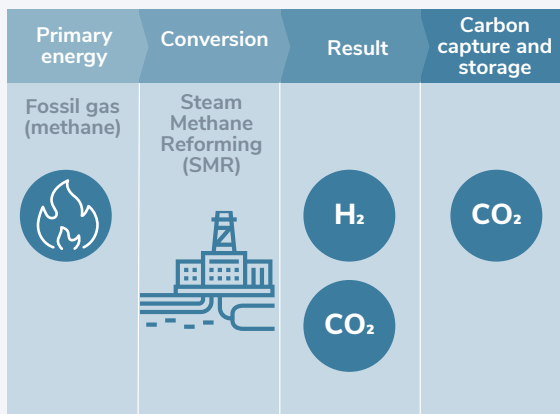 Primary
energy
Conversion
Result
Carbon
capture and
storage
Fossil gas
(methane)
Steam
Methane
Reforming
(SMR)
H₂
CO₂
CO₂